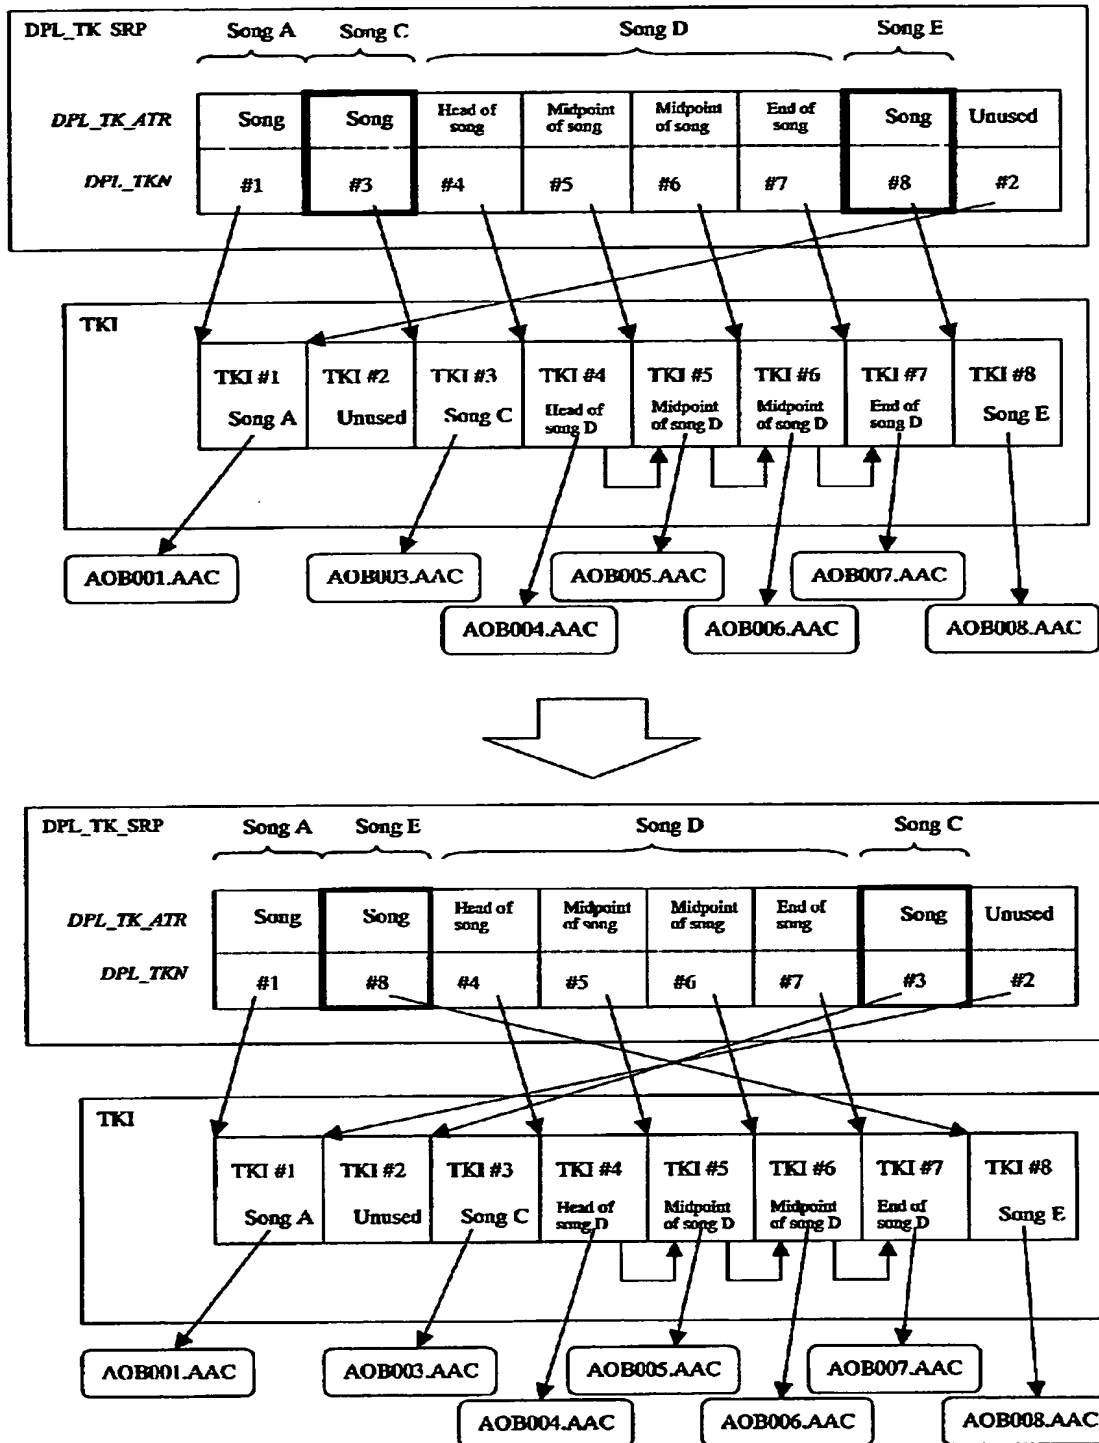 DPL_TK SRP Song A Song C Song D Song E
DPL_TK_ATR Song Song Head of song Midpoint of song Midpoint of song End of song Song Unused
DPL_TKN #1 #3 #4 #5 #6 #7 #8 #2
TKI
TKI #1 TKI #2 TKI #3 TKI #4 TKI #5 TKI #6 TKI #7 TKI #8
Song A Unused Song C Head of song D Midpoint of song D Midpoint of song D End of song D Song E
AOB001.AAC AOB003.AAC AOB005.AAC AOB007.AAC
AOB004.AAC AOB006.AAC AOB008.AAC
DPL_TK_SRP Song A Song E Song D Song C
DPL_TK_ATR Song Song Head of song Midpoint of song Midpoint of song End of song Song Unused
DPL_TKN #1 #8 #4 #5 #6 #7 #3 #2
TKI
TKI #1 TKI #2 TKI #3 TKI #4 TKI #5 TKI #6 TKI #7 TKI #8
Song A Unused Song C Head of song D Midpoint of song D Midpoint of song D End of song D Song E
AOB001.AAC AOB003.AAC AOB005.AAC AOB007.AAC
AOB004.AAC AOB006.AAC AOB008.AAC